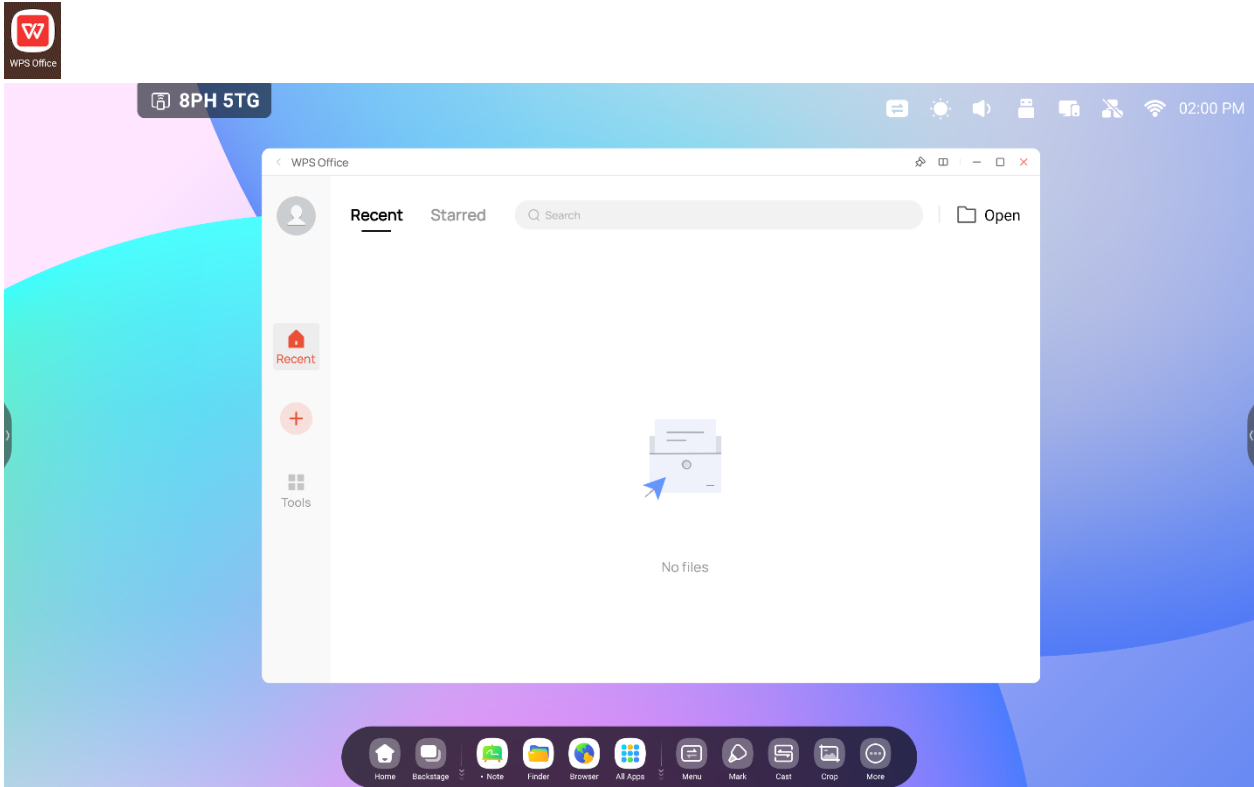 WPS Office
8PH 5TG
02:00 PM
WPS Office
Recent
Starred
Search
Open
Recent
Tools
No files
Home
Backstage
• Note
Finder
Browser
All Apps
Menu
Mark
Cast
Crop
More